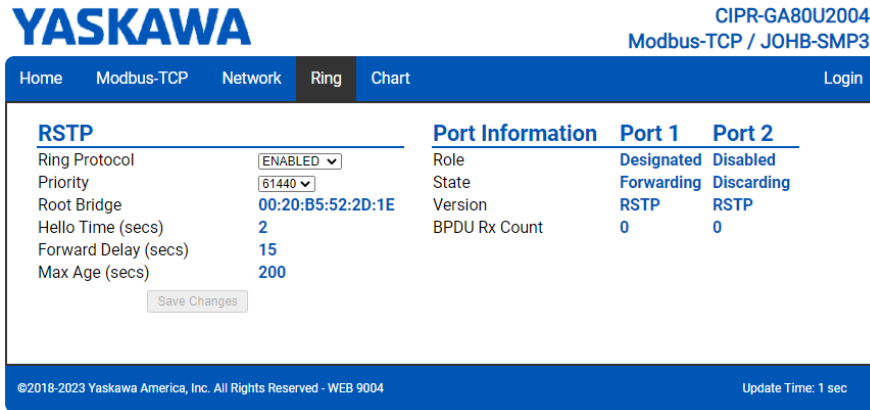 YASKAWA
CIPR-GA80U2004
Modbus-TCP / JOHB-SMP3
Home Modbus-TCP Network Ring Chart Login
RSTP
Ring Protocol ENABLED
Priority 61440
Root Bridge 00:20:B5:52:2D:1E
Hello Time (secs) 2
Forward Delay (secs) 15
Max Age (secs) 200
Save Changes
Port Information Port 1 Port 2
Role Designated Disabled
State Forwarding Discarding
Version RSTP RSTP
BPDU Rx Count 0 0
©2018-2023 Yaskawa America, Inc. All Rights Reserved - WEB 9004
Update Time: 1 sec